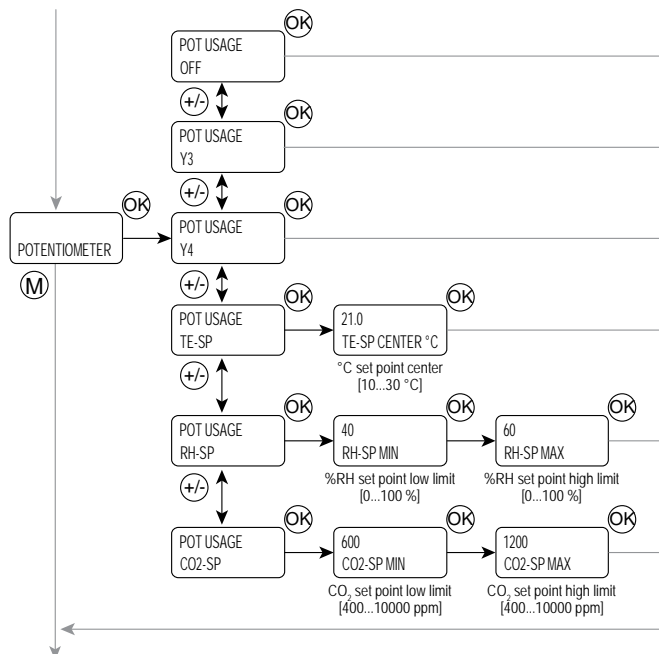 OK
POT USAGE
OFF
+/-
OK
POT USAGE
Y3
+/-
OK
OK
POTENTIOMETER
POT USAGE
Y4
M
+/-
OK
OK
POT USAGE
TE-SP
21.0
TE-SP CENTER °C
°C set point center
[10...30 °C]
+/-
OK
OK
OK
POT USAGE
RH-SP
40
RH-SP MIN
60
RH-SP MAX
%RH set point low limit
[0...100 %]
%RH set point high limit
[0...100 %]
+/-
OK
OK
OK
POT USAGE
CO2-SP
600
CO2-SP MIN
1200
CO2-SP MAX
CO₂ set point low limit
[400...10000 ppm]
CO₂ set point high limit
[400...10000 ppm]